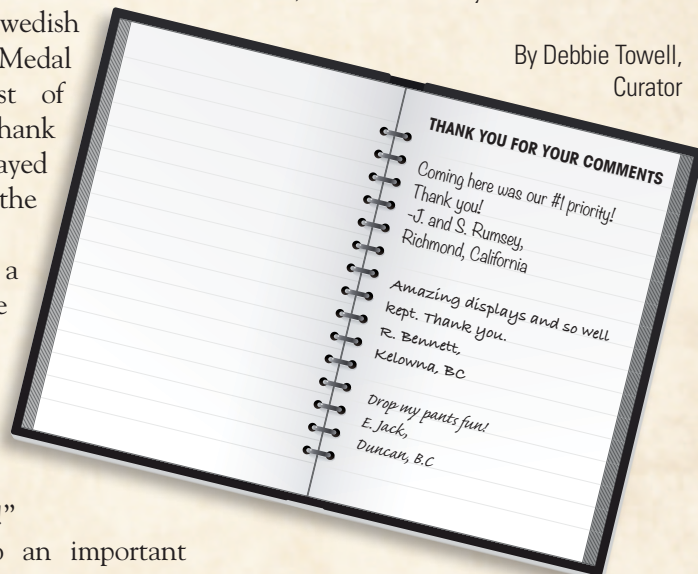 wedish
Medal
st of
hank
ayed
the
a
e
By Debbie Towell,
Curator
THANK YOU FOR YOUR COMMENTS
Coming here was our #1 priority!
Thank you!
~J. and S. Rumsey,
Richmond, California
Amazing displays and so well
kept. Thank you.
R. Bennett,
Kelowna, BC
Drop my pants fun!
E. Jack,
Duncan, B.C
!”
o an important